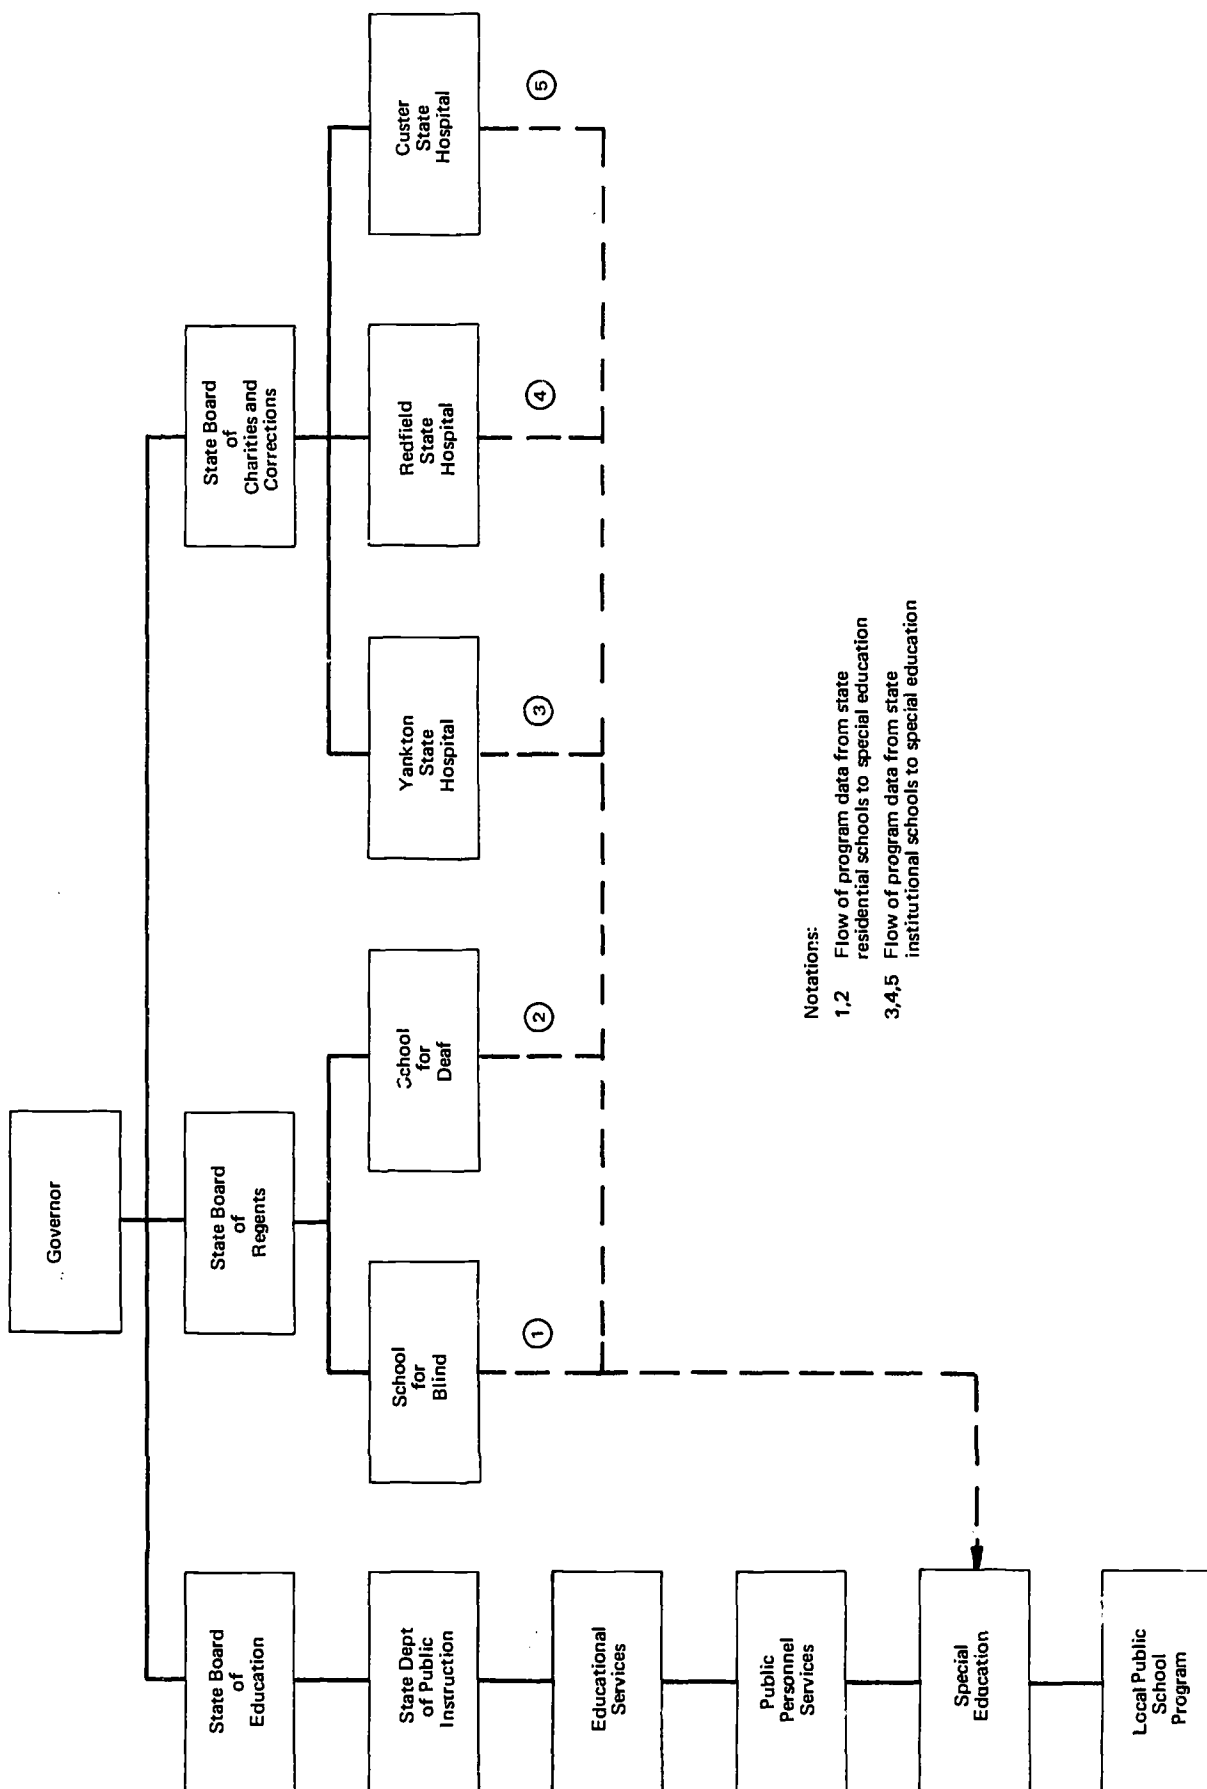 Governor
State Board
of
Education
State Board
of
Regents
State Board
of
Charities and
Corrections
State Dept
of Public
Instruction
School
for
Blind
School
for
Deaf
Yankton
State
Hospital
Redfield
State
Hospital
Custer
State
Hospital
1
2
3
4
5
Educational
Services
Public
Personnel
Services
Special
Education
Local Public
School
Program
Notations:
1,2 Flow of program data from state
residential schools to special education
3,4,5 Flow of program data from state
institutional schools to special education